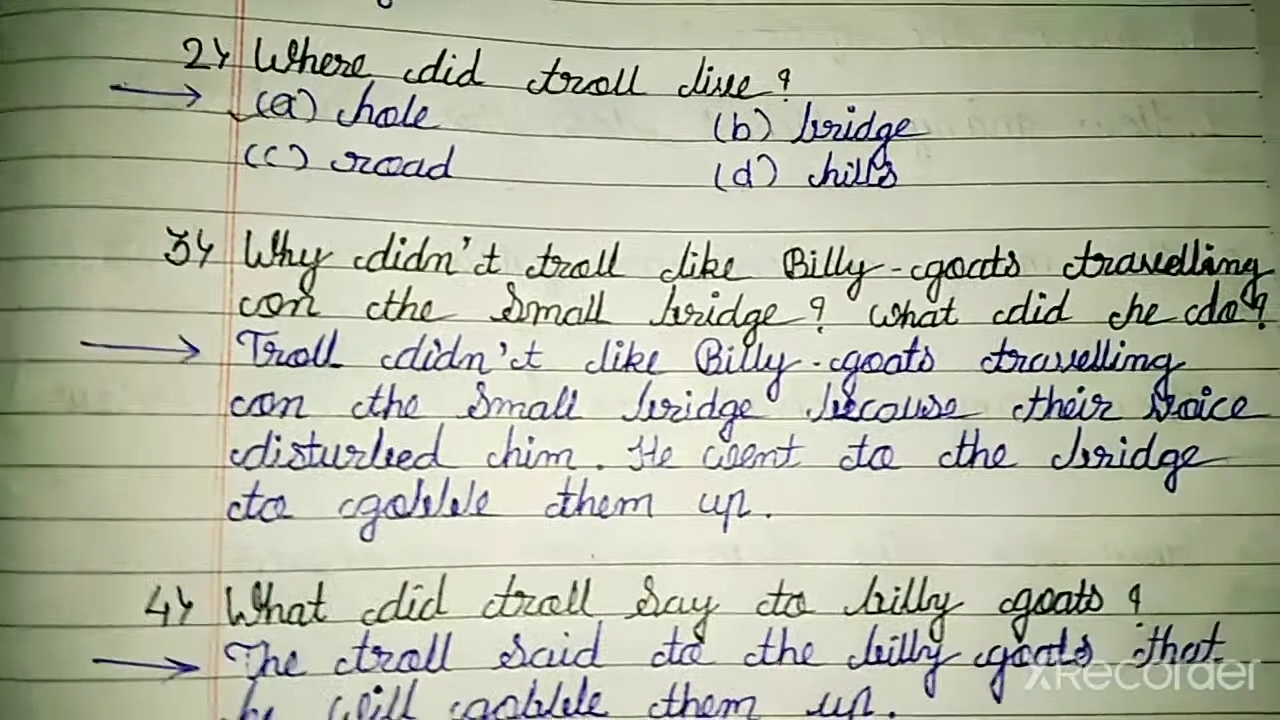 2) Where did troll live?
(a) hole (b) bridge
(c) road (d) hills
3) Why didn't troll like Billy-goats travelling
on the small bridge? What did he do?
Troll didn't like Billy-goats travelling
on the small bridge because their voice
disturbed him. He went to the bridge
to gobble them up.
4) What did troll say to billy goats?
The troll said to the billy goats that
he will gobble them up.
XRecorder